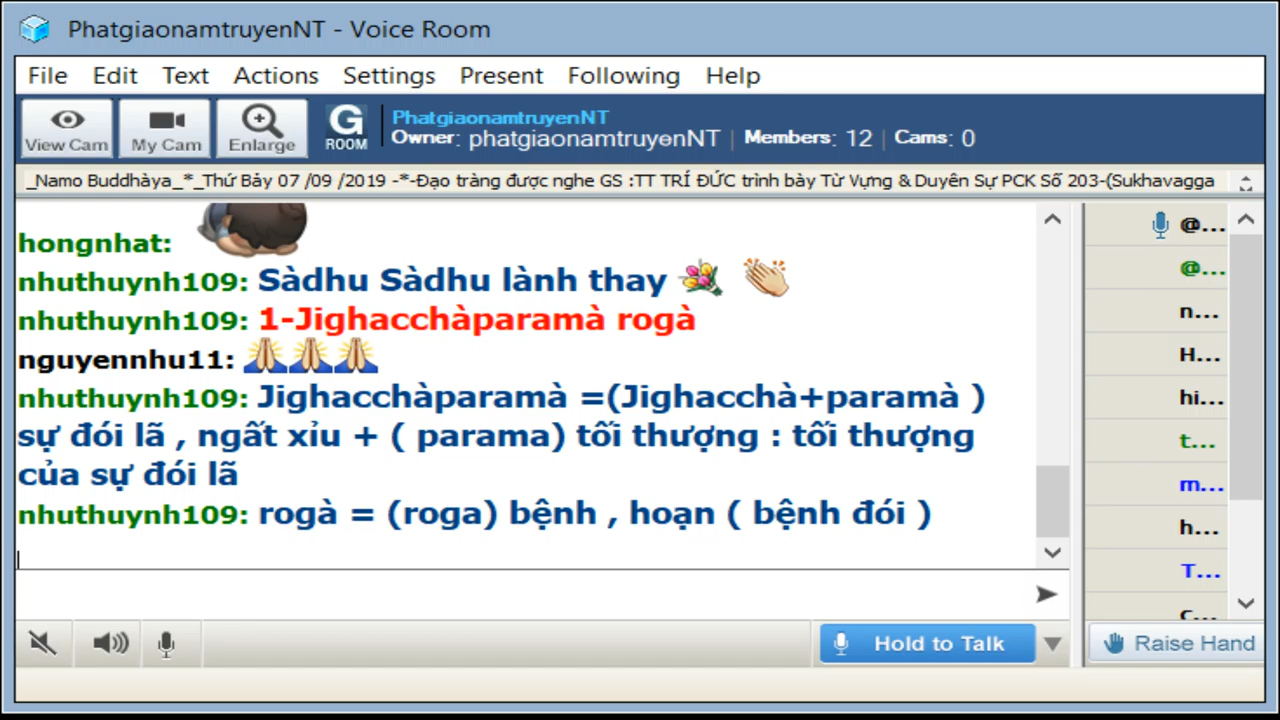 PhatgiaonamtruyenNT - Voice Room
File Edit Text Actions Settings Present Following Help
View Cam My Cam Enlarge G ROOM
PhatgiaonamtruyenNT
Owner: phatgiaonamtruyenNT | Members: 12 | Cams: 0
_Namo Buddhàya_*_Thứ Bảy 07 /09 /2019 -*-Đạo tràng được nghe GS :TT TRÍ ĐỨC trình bày Từ Vựng & Duyên Sự PCK Số 203-(Sukhavagga
hongnhat:
nhuthuynh109: Sàdhu Sàdhu lành thay
nhuthuynh109: 1-Jighacchàparamà rogà
nguyennhu11:
nhuthuynh109: Jighacchàparamà =(Jighacchà+paramà )
sự đói lã , ngất xỉu + ( parama) tối thượng : tối thượng
của sự đói lã
nhuthuynh109: rogà = (roga) bệnh , hoạn ( bệnh đói )
@...
@...
n...
H...
hi...
t...
m...
h...
T...
c...
Hold to Talk
Raise Hand